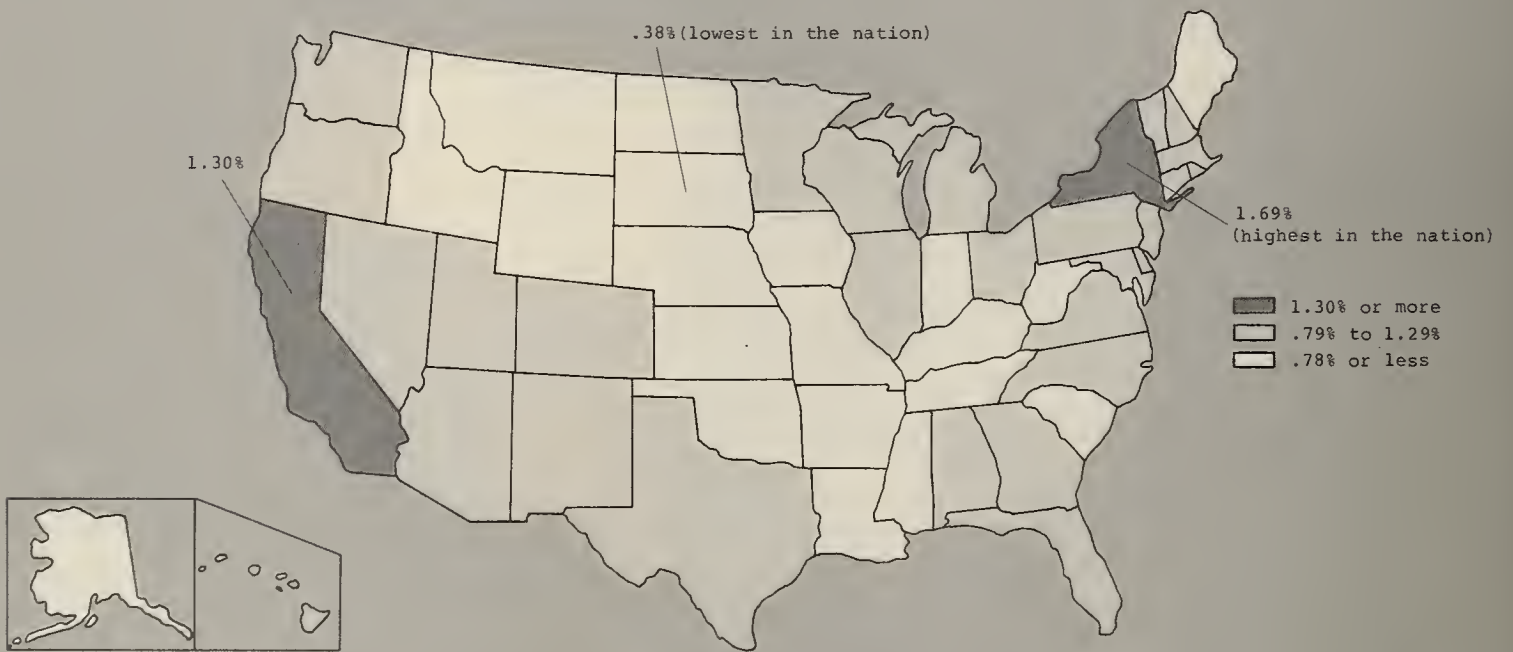 .38% (lowest in the nation)
1.30%
1.69%
(highest in the nation)
1.30% or more
.79% to 1.29%
.78% or less